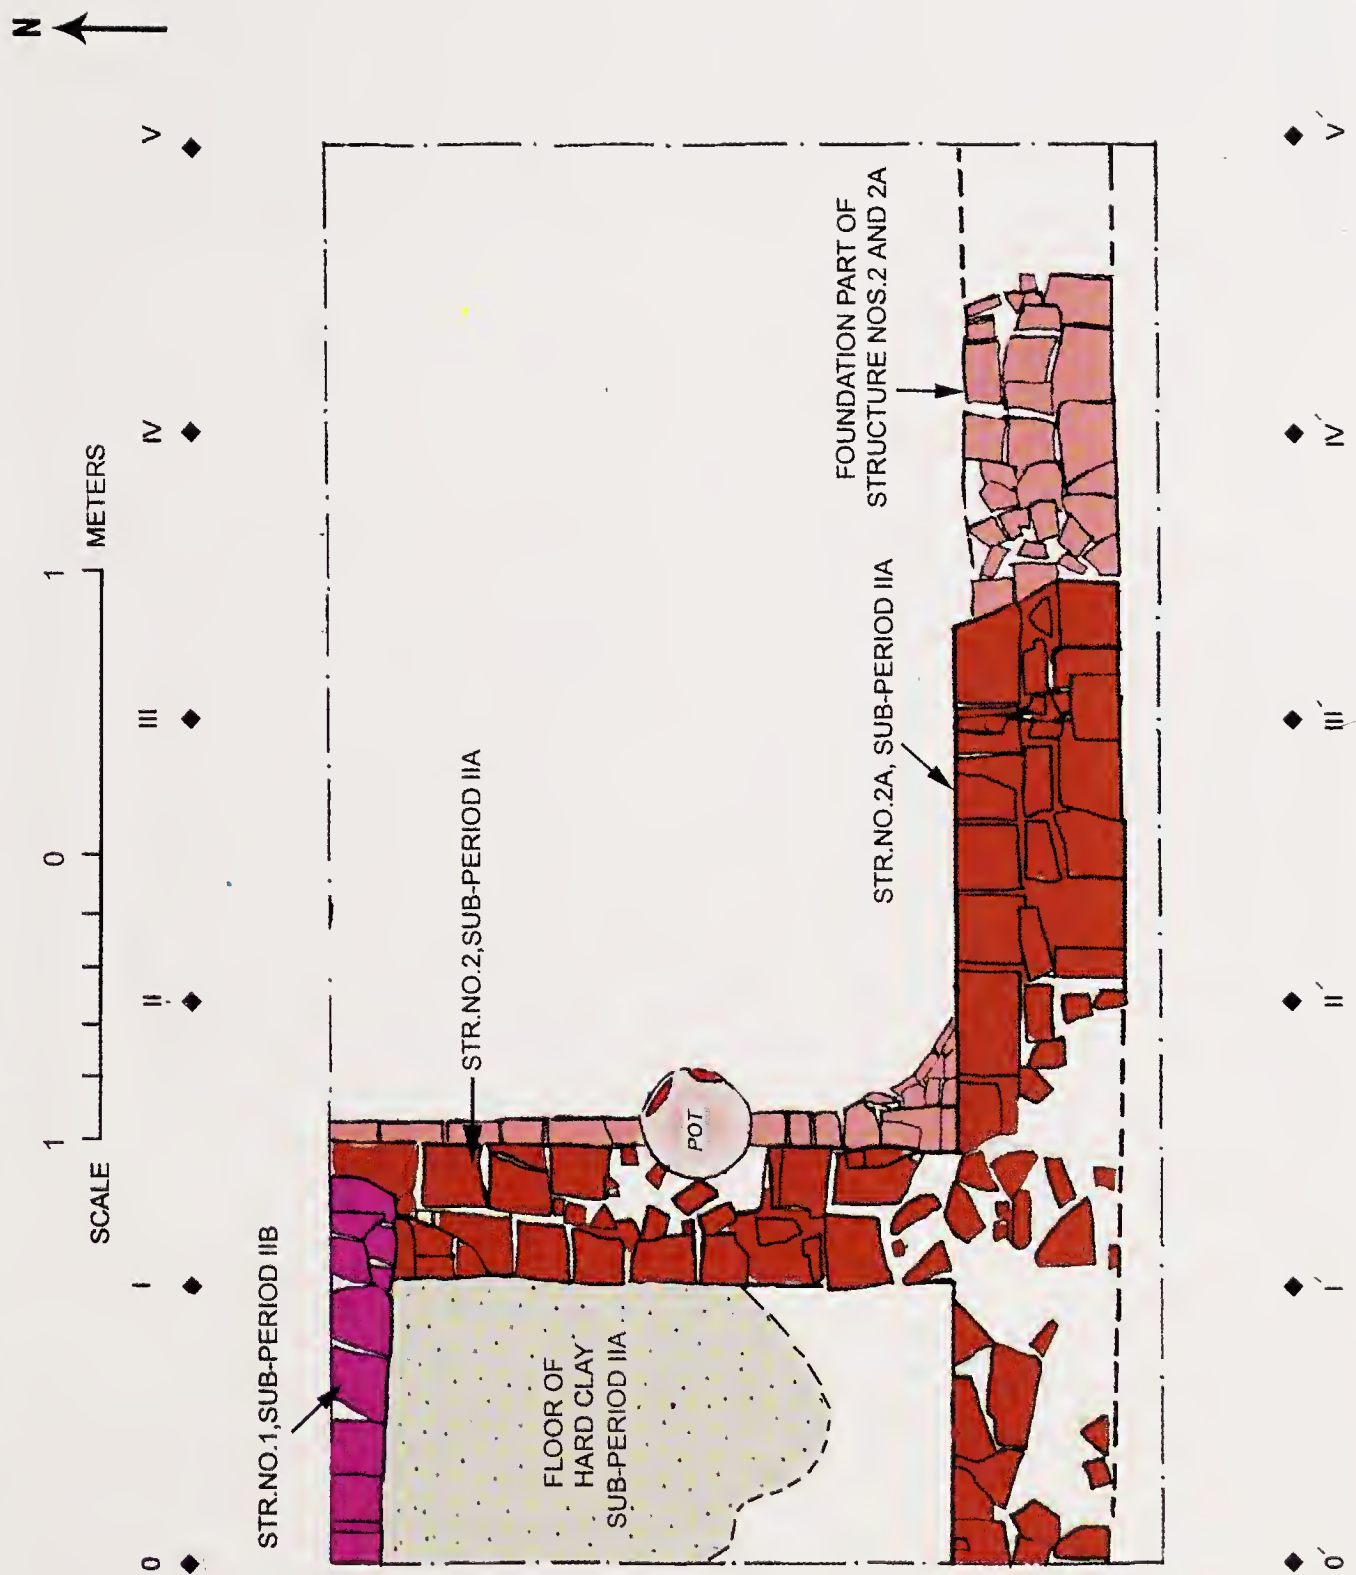 N
SCALE
1
0
1
METERS
0
I
II
III
IV
V
STR.NO.1,SUB-PERIOD IIB
STR.NO.2,SUB-PERIOD IIA
FLOOR OF
HARD CLAY
SUB-PERIOD IIA
POT
STR.NO.2A, SUB-PERIOD IIA
FOUNDATION PART OF
STRUCTURE NOS.2 AND 2A
0´
I´
II´
III´
IV´
V´